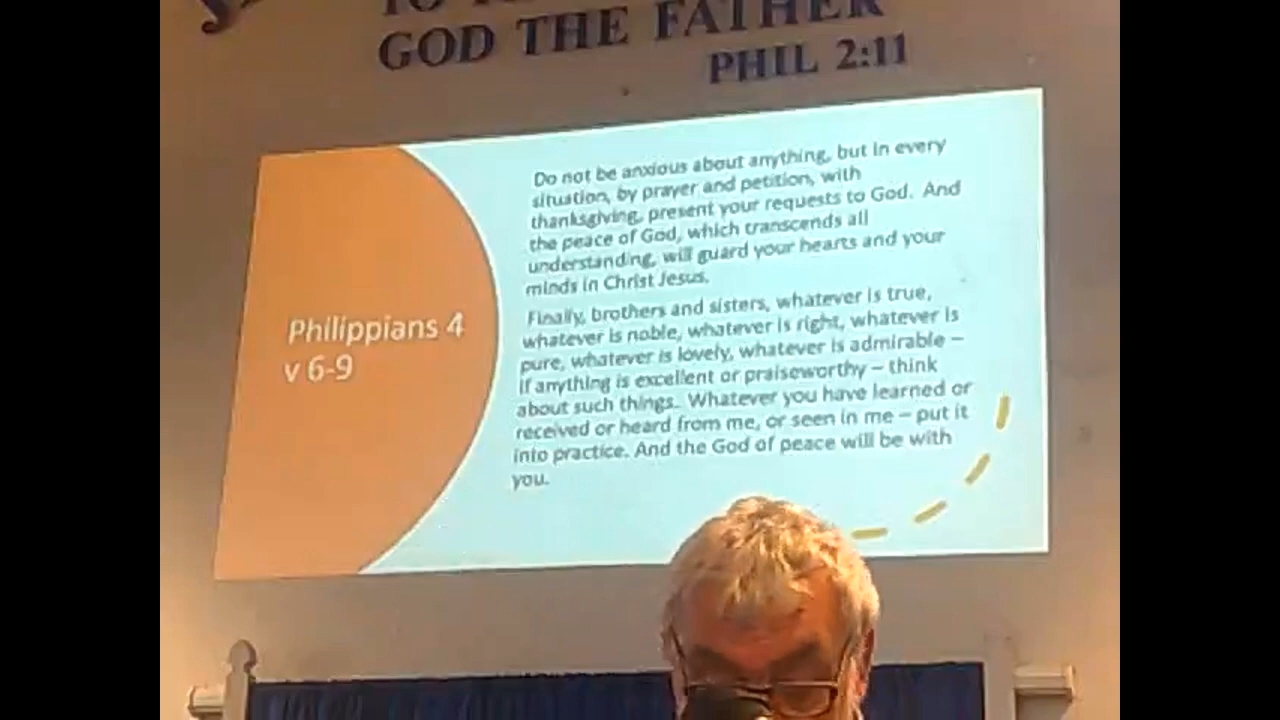 GOD THE FATHER
PHIL 2:11
Philippians 4
v 6-9
Do not be anxious about anything, but in every
situation, by prayer and petition, with
thanksgiving, present your requests to God. And
the peace of God, which transcends all
understanding, will guard your hearts and your
minds in Christ Jesus.
Finally, brothers and sisters, whatever is true,
whatever is noble, whatever is right, whatever is
pure, whatever is lovely, whatever is admirable –
if anything is excellent or praiseworthy – think
about such things. Whatever you have learned or
received or heard from me, or seen in me – put it
into practice. And the God of peace will be with
you.